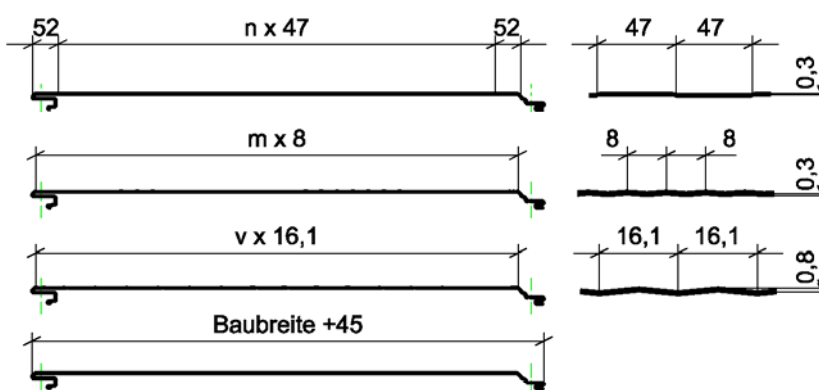 52 n x 47 52 47 47
0,3
m x 8 8 8
0,3
v x 16,1 16,1 16,1
0,8
Baubreite +45